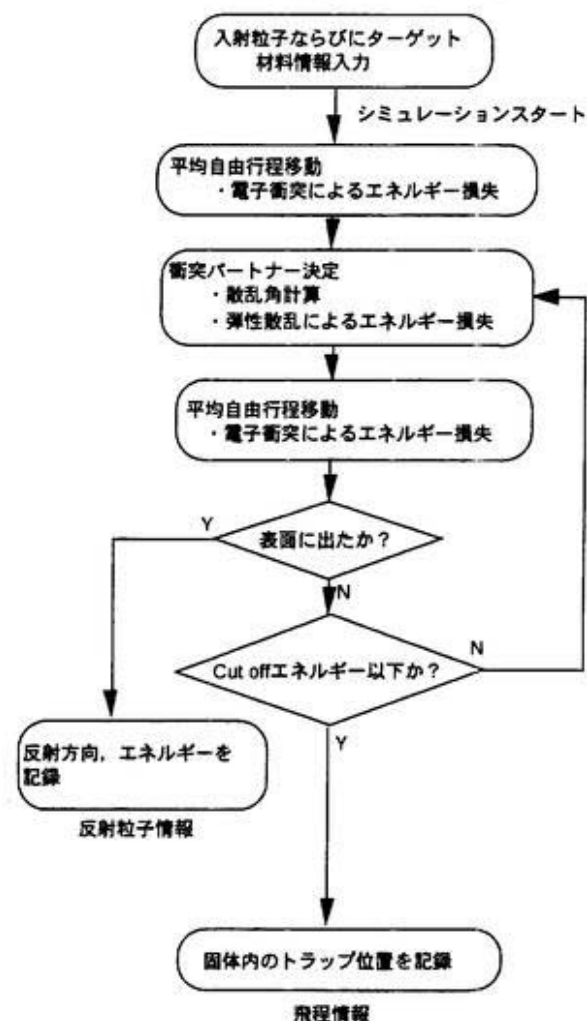 入射粒子ならびにターゲット
材料情報入力
シミュレーションスタート
平均自由行程移動
・電子衝突によるエネルギー損失
衝突パートナー決定
・散乱角計算
・弾性散乱によるエネルギー損失
平均自由行程移動
・電子衝突によるエネルギー損失
Y
表面に出たか？
N
N
Cut offエネルギー以下か？
Y
反射方向，エネルギーを
記録
反射粒子情報
固体内のトラップ位置を記録
飛程情報